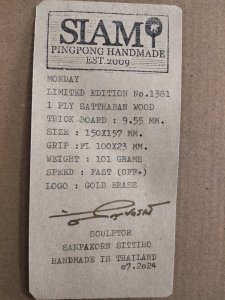 SIAM
PINGPONG HANDMADE
EST.2009
MONDAY
LIMITED EDITION No.1381
1 PLY SATTHABAN WOOD
THICK BOARD : 9.55 MM.
SIZE : 150X157 MM.
GRIP :FL 100X23 MM.
WEIGHT : 101 GRAMS
SPEED : FAST (OFF+)
LOGO : GOLD BRASS
SCULPTOR
SANPAKORN SITTIHO
HANDMADE IN THAILAND
07.2024